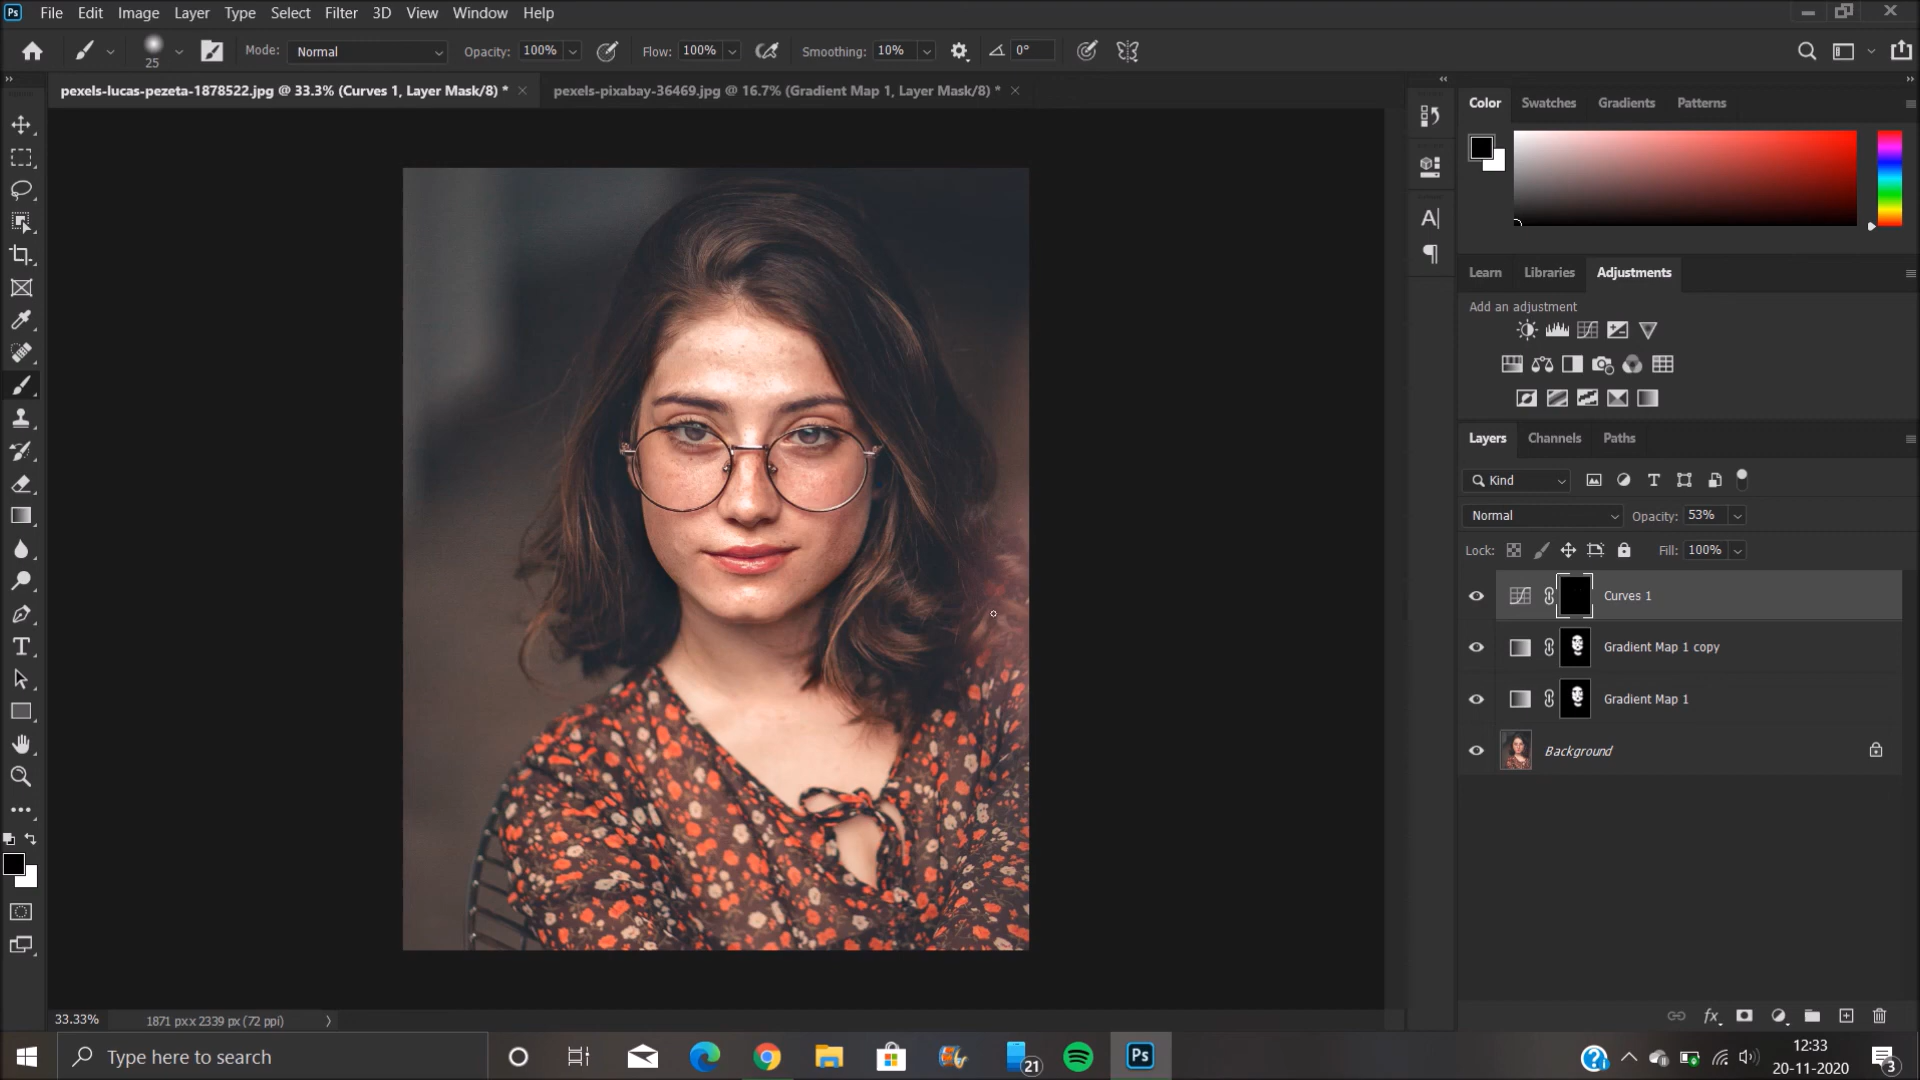 Ps File Edit Image Layer Type Select Filter 3D View Window Help
25 Mode: Normal Opacity: 100% Flow: 100% Smoothing: 10% 0°
pexels-lucas-pezeta-1878522.jpg @ 33.3% (Curves 1, Layer Mask/8) * pexels-pixabay-36469.jpg @ 16.7% (Gradient Map 1, Layer Mask/8) *
Color Swatches Gradients Patterns
Learn Libraries Adjustments
Add an adjustment
Layers Channels Paths
Kind
Normal Opacity: 53%
Lock: Fill: 100%
Curves 1
Gradient Map 1 copy
Gradient Map 1
Background
33.33% 1871 px x 2339 px (72 ppi)
Type here to search
21
Ps
12:33
20-11-2020
3